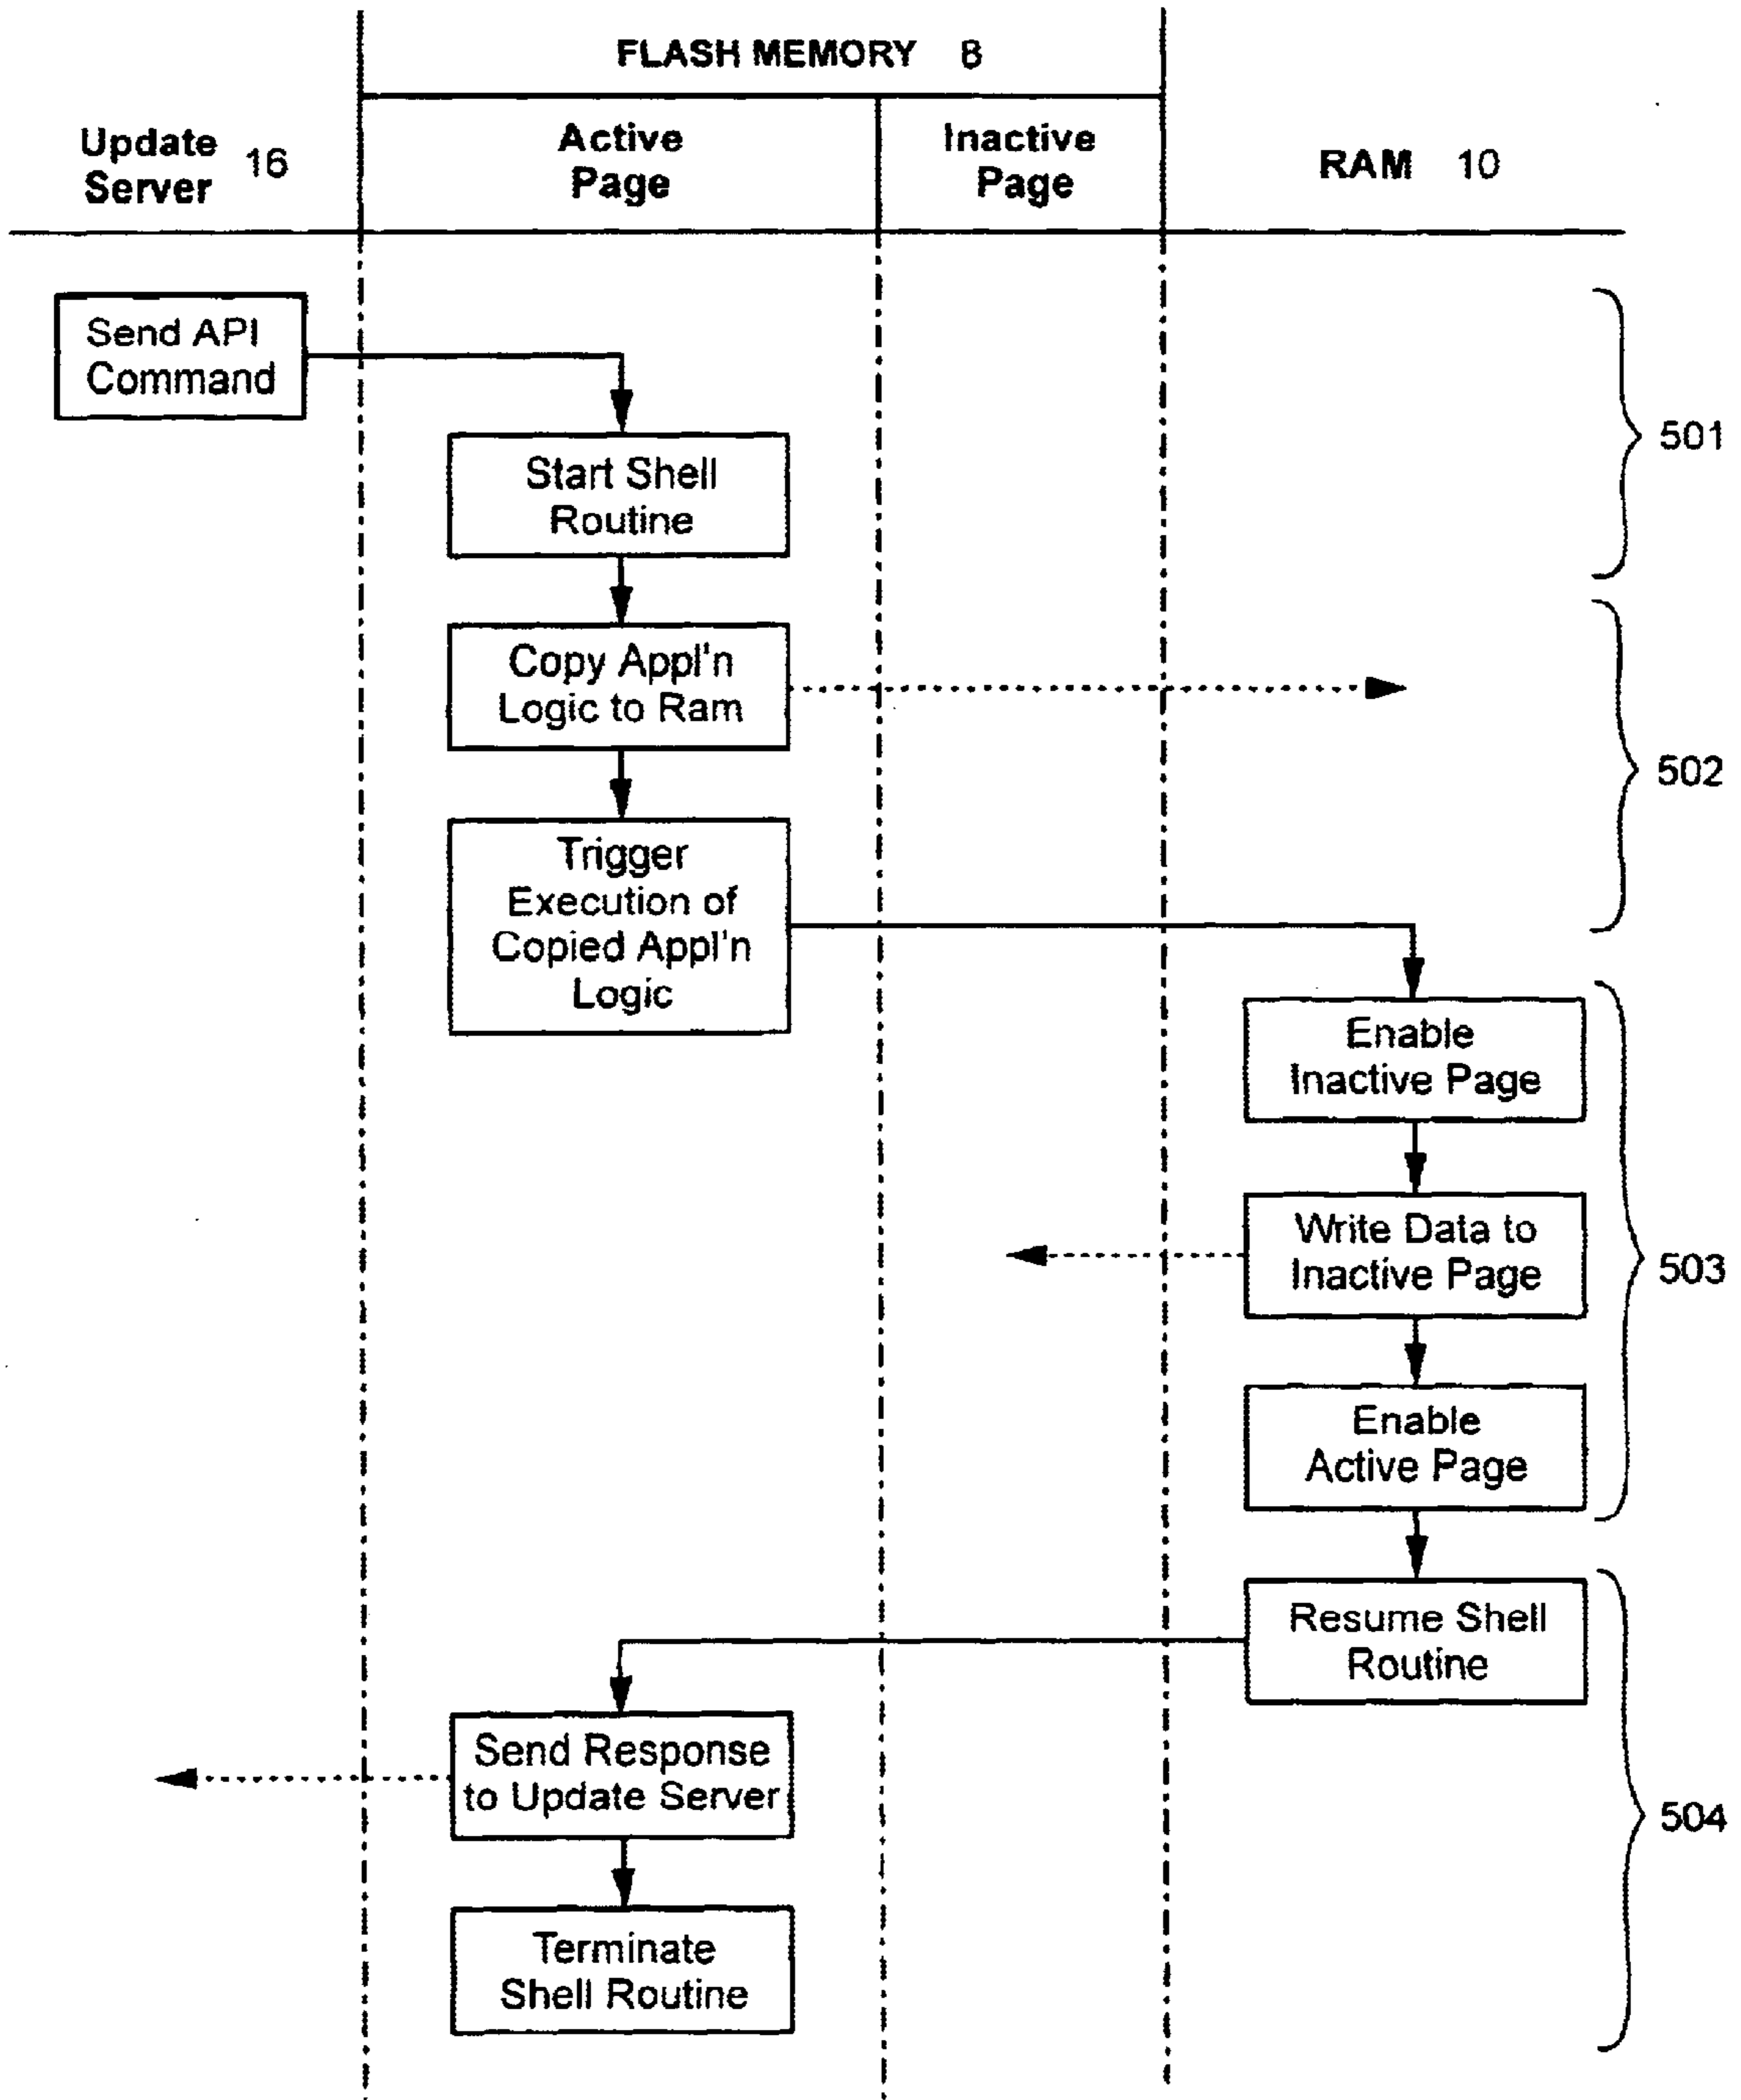 FLASH MEMORY 8
Update
Server 16
Active
Page
Inactive
Page
RAM 10
Send API
Command
501
Start Shell
Routine
Copy Appl'n
Logic to Ram
502
Trigger
Execution of
Copied Appl'n
Logic
Enable
Inactive Page
Write Data to
Inactive Page
503
Enable
Active Page
Resume Shell
Routine
Send Response
to Update Server
504
Terminate
Shell Routine